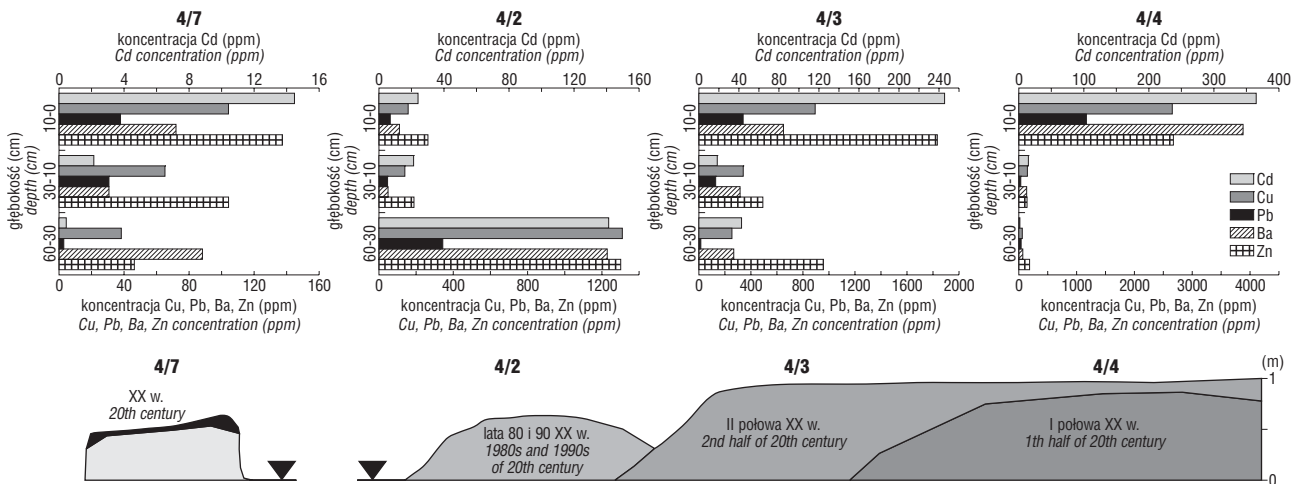 4/7
koncentracja Cd (ppm)
Cd concentration (ppm)
0 4 8 12 16
głębokość (cm)
depth (cm)
10-0
30-10
60-30
0 40 80 120 160
koncentracja Cu, Pb, Ba, Zn (ppm)
Cu, Pb, Ba, Zn concentration (ppm)
4/2
koncentracja Cd (ppm)
Cd concentration (ppm)
0 40 80 120 160
głębokość (cm)
depth (cm)
10-0
30-10
60-30
0 400 800 1200
koncentracja Cu, Pb, Ba, Zn (ppm)
Cu, Pb, Ba, Zn concentration (ppm)
4/3
koncentracja Cd (ppm)
Cd concentration (ppm)
0 40 80 120 160 200 240
głębokość (cm)
depth (cm)
10-0
30-10
60-30
0 400 800 1200 1600 2000
koncentracja Cu, Pb, Ba, Zn (ppm)
Cu, Pb, Ba, Zn concentration (ppm)
4/4
koncentracja Cd (ppm)
Cd concentration (ppm)
0 100 200 300 400
głębokość (cm)
depth (cm)
10-0
30-10
60-30
Cd
Cu
Pb
Ba
Zn
0 1000 2000 3000 4000
koncentracja Cu, Pb, Ba, Zn (ppm)
Cu, Pb, Ba, Zn concentration (ppm)
4/7
XX w.
20th century
4/2
lata 80 i 90 XX w.
1980s and 1990s
of 20th century
4/3
II połowa XX w.
2nd half of 20th century
4/4
I połowa XX w.
1th half of 20th century
(m)
1
0